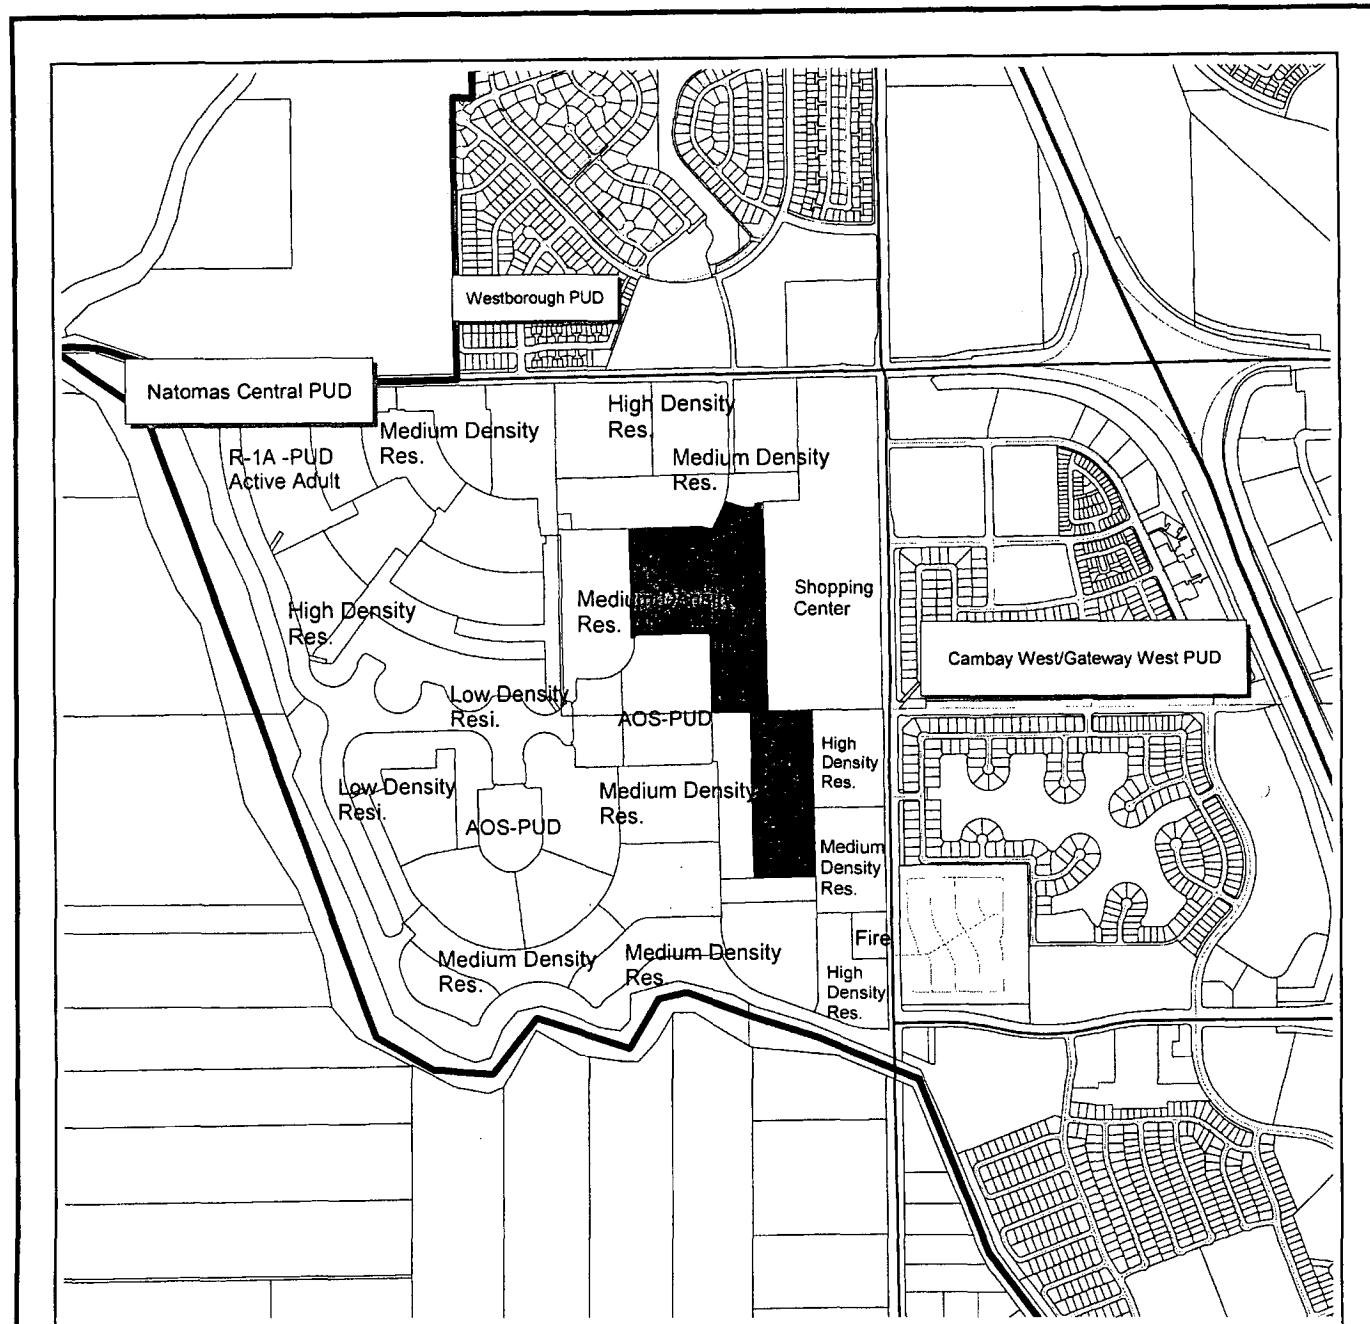 Westborough PUD
Natomas Central PUD
High Density
Res.
Medium Density
Res.
R-1A -PUD
Active Adult
Medium Density
Res.
Shopping
Center
Medium Density
Res.
High Density
Res.
Cambay West/Gateway West PUD
Low Density
Resi.
AOS-PUD
High
Density
Res.
Low Density
Resi.
Medium Density
Res.
AOS-PUD
Medium
Density
Res.
Fire
Medium Density
Res.
Medium Density
Res.
High
Density
Res.